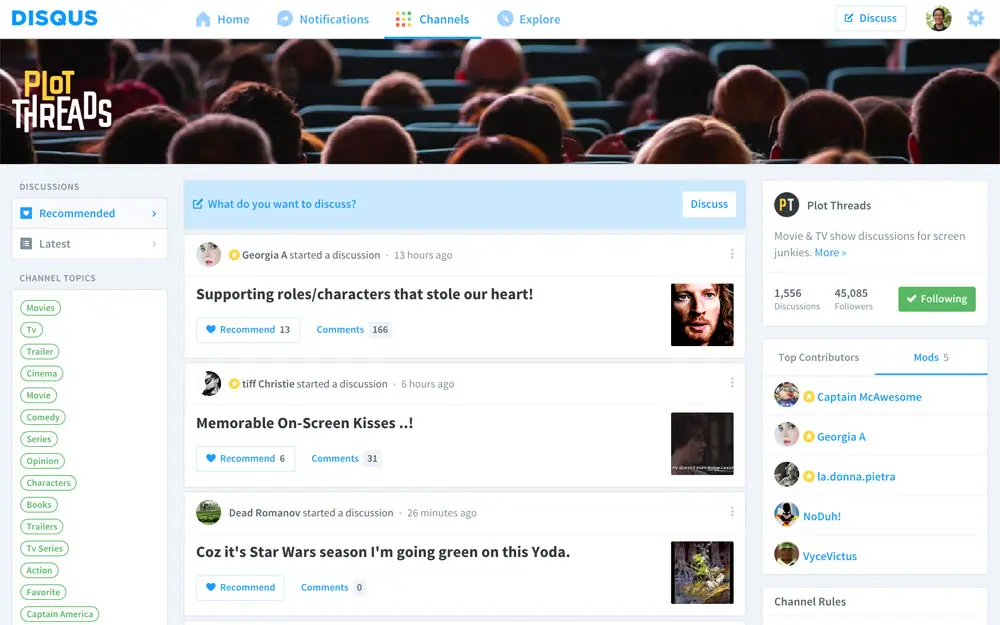 DISQUS
Home
Notifications
Channels
Explore
Discuss
PLOT
THREADS
DISCUSSIONS
Recommended
Latest
CHANNEL TOPICS
Movies
Tv
Trailer
Cinema
Movie
Comedy
Series
Opinion
Characters
Books
Trailers
Tv Series
Action
Favorite
Captain America
What do you want to discuss?
Discuss
Georgia A started a discussion · 13 hours ago
Supporting roles/characters that stole our heart!
Recommend 13
Comments 166
tiff Christie started a discussion · 6 hours ago
Memorable On-Screen Kisses ..!
Recommend 6
Comments 31
He doesn't even know I exist
Dead Romanov started a discussion · 26 minutes ago
Coz it's Star Wars season I'm going green on this Yoda.
Recommend
Comments 0
PT
Plot Threads
Movie & TV show discussions for screen
junkies. More »
1,556
Discussions
45,085
Followers
Following
Top Contributors
Mods 5
Captain McAwesome
Georgia A
la.donna.pietra
NoDuh!
VyceVictus
Channel Rules